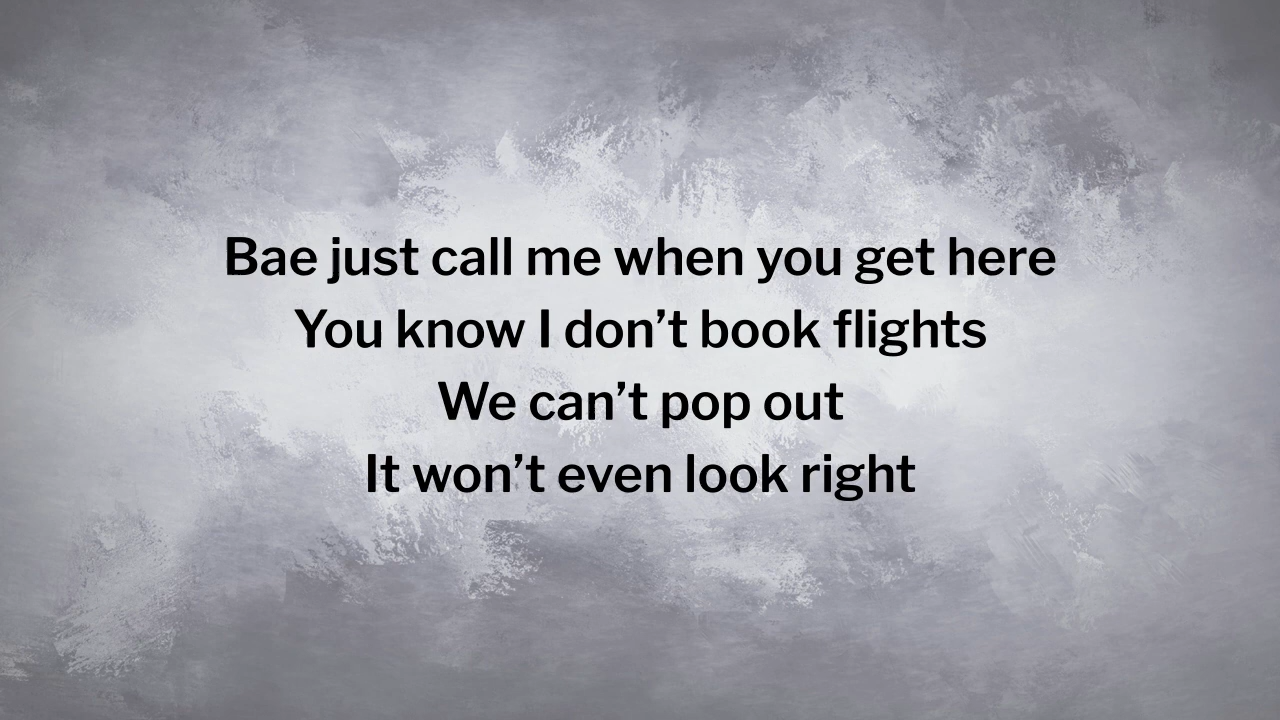 Bae just call me when you get here
You know I don’t book flights
We can’t pop out
It won’t even look right